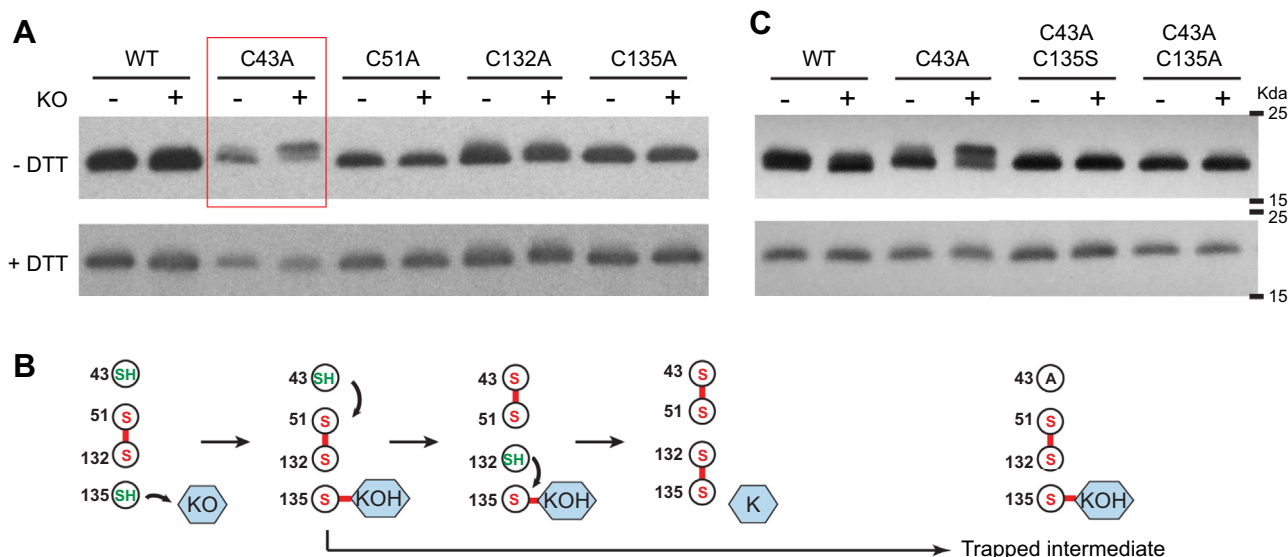 A
WT C43A C51A C132A C135A
KO - + - + - + - + - +
- DTT
+ DTT
C
WT C43A C43A C135S C43A C135A
- + - + - + - +
Kda
25
15
25
15
B
43 SH
51 S
132 S
135 SH KO
43 SH
51 S
132 S
135 S KOH
43 S
51 S
132 SH
135 S KOH
43 S
51 S
132 S
135 S K
43 A
51 S
132 S
135 S KOH
Trapped intermediate